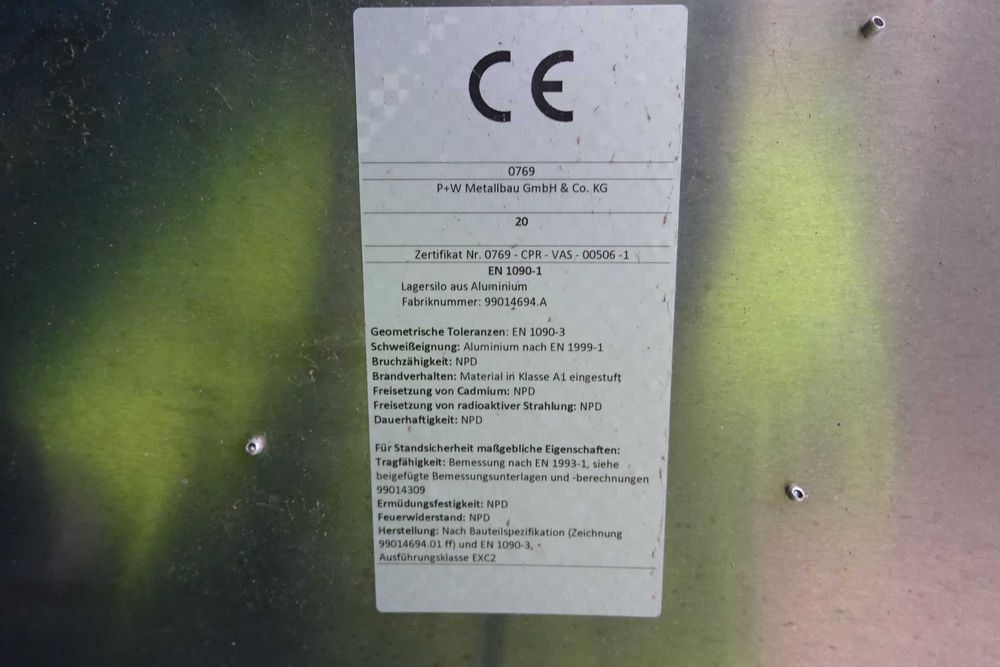 CE
0769
P+W Metallbau GmbH & Co. KG
20
Zertifikat Nr. 0769 - CPR - VAS - 00506 -1
EN 1090-1
Lagersilo aus Aluminium
Fabriknummer: 99014694.A
Geometrische Toleranzen: EN 1090-3
Schweißeignung: Aluminium nach EN 1999-1
Bruchzähigkeit: NPD
Brandverhalten: Material in Klasse A1 eingestuft
Freisetzung von Cadmium: NPD
Freisetzung von radioaktiver Strahlung: NPD
Dauerhaftigkeit: NPD
Für Standsicherheit maßgebliche Eigenschaften:
Tragfähigkeit: Bemessung nach EN 1993-1, siehe
beigefügte Bemessungsunterlagen und -berechnungen
99014309
Ermüdungsfestigkeit: NPD
Feuerwiderstand: NPD
Herstellung: Nach Bauteilspezifikation (Zeichnung
99014694.01 ff) und EN 1090-3,
Ausführungsklasse EXC2